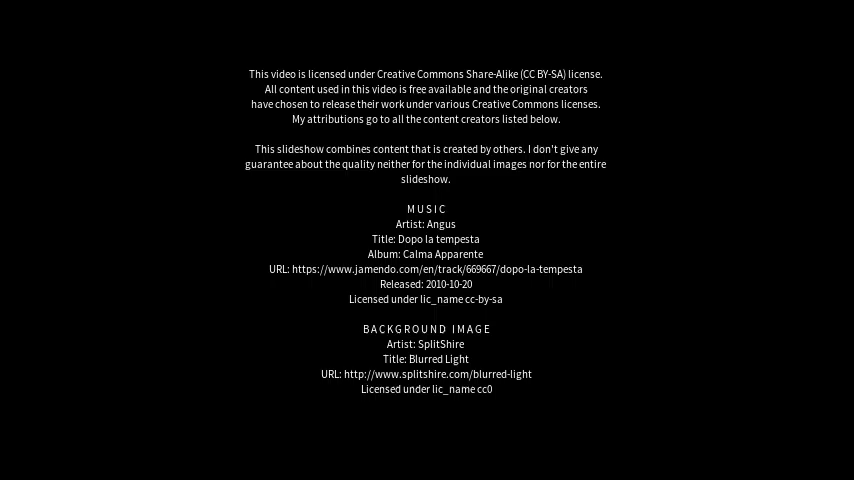 This video is licensed under Creative Commons Share-Alike (CC BY-SA) license.
All content used in this video is free available and the original creators
have chosen to release their work under various Creative Commons licenses.
My attributions go to all the content creators listed below.
This slideshow combines content that is created by others. I don't give any
guarantee about the quality neither for the individual images nor for the entire
slideshow.
MUSIC
Artist: Angus
Title: Dopo la tempesta
Album: Calma Apparente
URL: https://www.jamendo.com/en/track/669667/dopo-la-tempesta
Released: 2010-10-20
Licensed under lic_name cc-by-sa
BACKGROUND IMAGE
Artist: SplitShire
Title: Blurred Light
URL: http://www.splitshire.com/blurred-light
Licensed under lic_name cc0